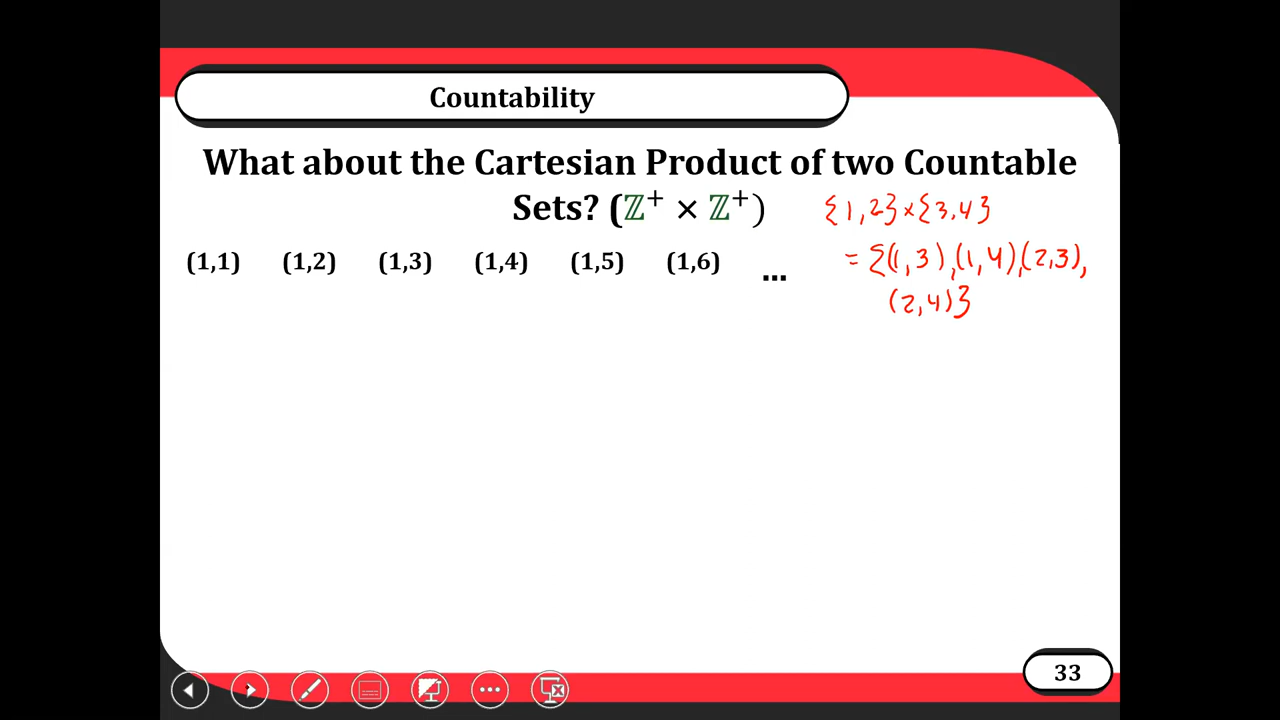 Countability
What about the Cartesian Product of two Countable
Sets? (ℤ⁺ × ℤ⁺)
{1,2}×{3,4}
(1,1) (1,2) (1,3) (1,4) (1,5) (1,6) ...
= {(1,3),(1,4),(2,3),
(2,4)}
33